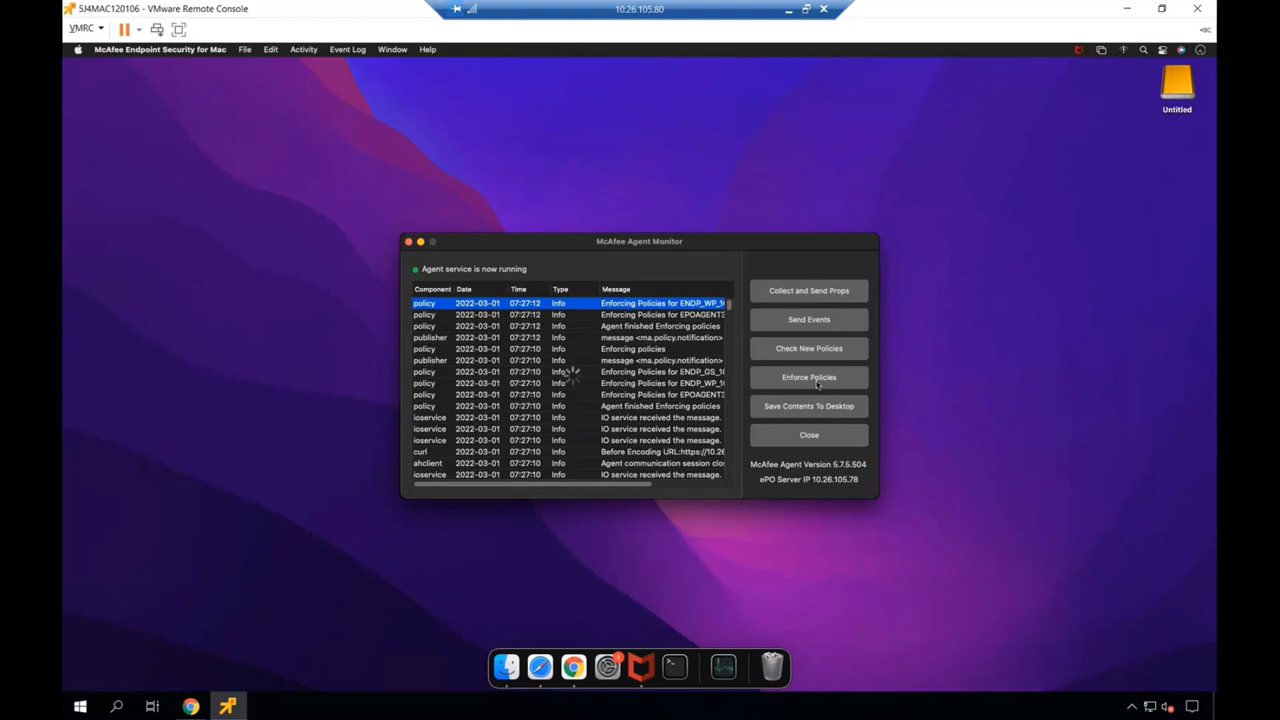 5J4MAC120106 - VMware Remote Console
10.26.105.80
VMRC
McAfee Endpoint Security for Mac File Edit Activity Event Log Window Help
Untitled
McAfee Agent Monitor
Agent service is now running
Component Date Time Type Message
policy 2022-03-01 07:27:12 Info Enforcing Policies for ENDP_WP_10
policy 2022-03-01 07:27:12 Info Enforcing Policies for EPOAGENT3
policy 2022-03-01 07:27:12 Info Agent finished Enforcing policies
publisher 2022-03-01 07:27:12 Info message <ma.policy.notification>
policy 2022-03-01 07:27:10 Info Enforcing policies
publisher 2022-03-01 07:27:10 Info message <ma.policy.notification>
policy 2022-03-01 07:27:10 Info Enforcing Policies for ENDP_GS_10
policy 2022-03-01 07:27:10 Info Enforcing Policies for ENDP_WP_10
policy 2022-03-01 07:27:10 Info Enforcing Policies for EPOAGENT3
policy 2022-03-01 07:27:10 Info Agent finished Enforcing policies
ioservice 2022-03-01 07:27:10 Info IO service received the message.
ioservice 2022-03-01 07:27:10 Info IO service received the message.
ioservice 2022-03-01 07:27:10 Info IO service received the message.
curl 2022-03-01 07:27:10 Info Before Encoding URL:https://10.26
ahclient 2022-03-01 07:27:10 Info Agent communication session clos
ioservice 2022-03-01 07:27:10 Info IO service received the message.
Collect and Send Props
Send Events
Check New Policies
Enforce Policies
Save Contents To Desktop
Close
McAfee Agent Version 5.7.5.504
ePO Server IP 10.26.105.78
1